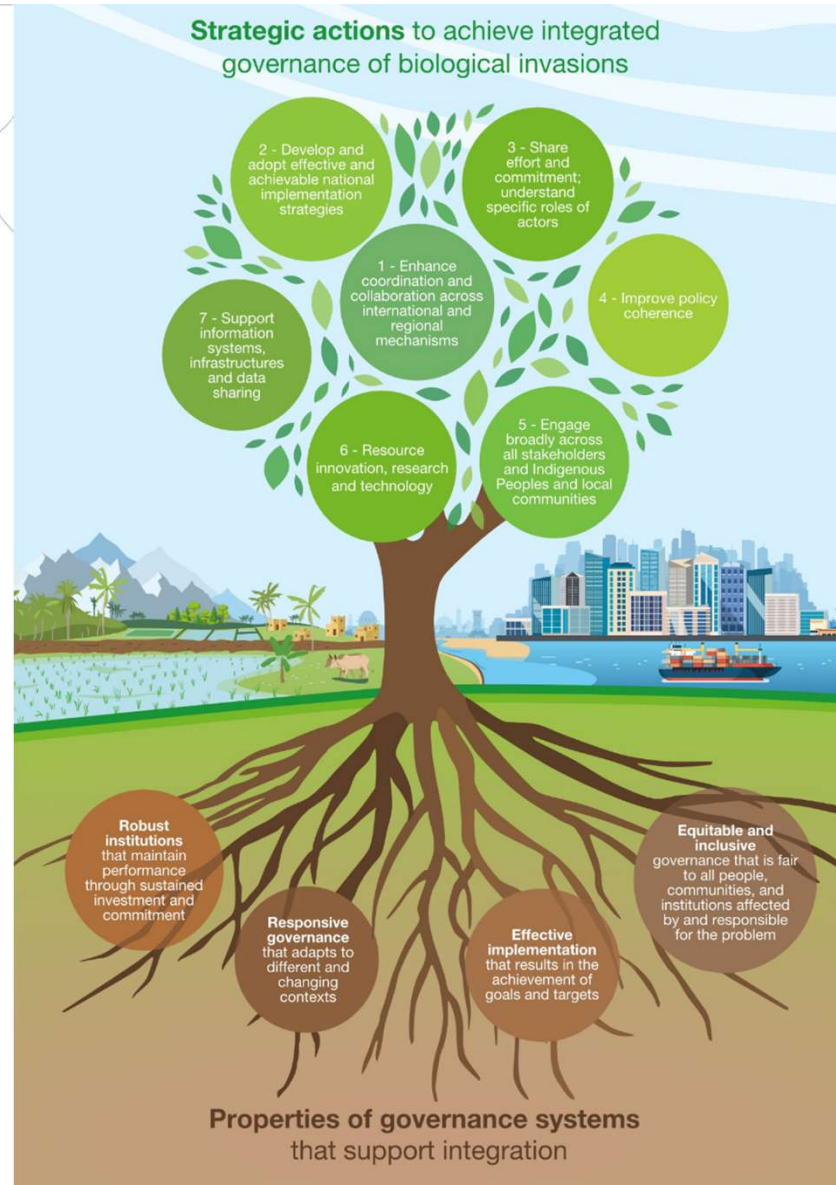 Strategic actions to achieve integrated
governance of biological invasions
2 - Develop and
adopt effective and
achievable national
implementation
strategies
3 - Share
effort and
commitment;
understand
specific roles of
actors
1 - Enhance
coordination and
collaboration across
international and
regional
mechanisms
4 - Improve policy
coherence
7 - Support
information
systems,
infrastructures
and data
sharing
6 - Resource
innovation, research
and technology
5 - Engage
broadly across
all stakeholders
and Indigenous
Peoples and local
communities
Robust
institutions
that maintain
performance
through sustained
investment and
commitment
Responsive
governance
that adapts to
different and
changing
contexts
Effective
implementation
that results in the
achievement of
goals and targets
Equitable and
inclusive
governance that is fair
to all people,
communities, and
institutions affected
by and responsible
for the problem
Properties of governance systems
that support integration